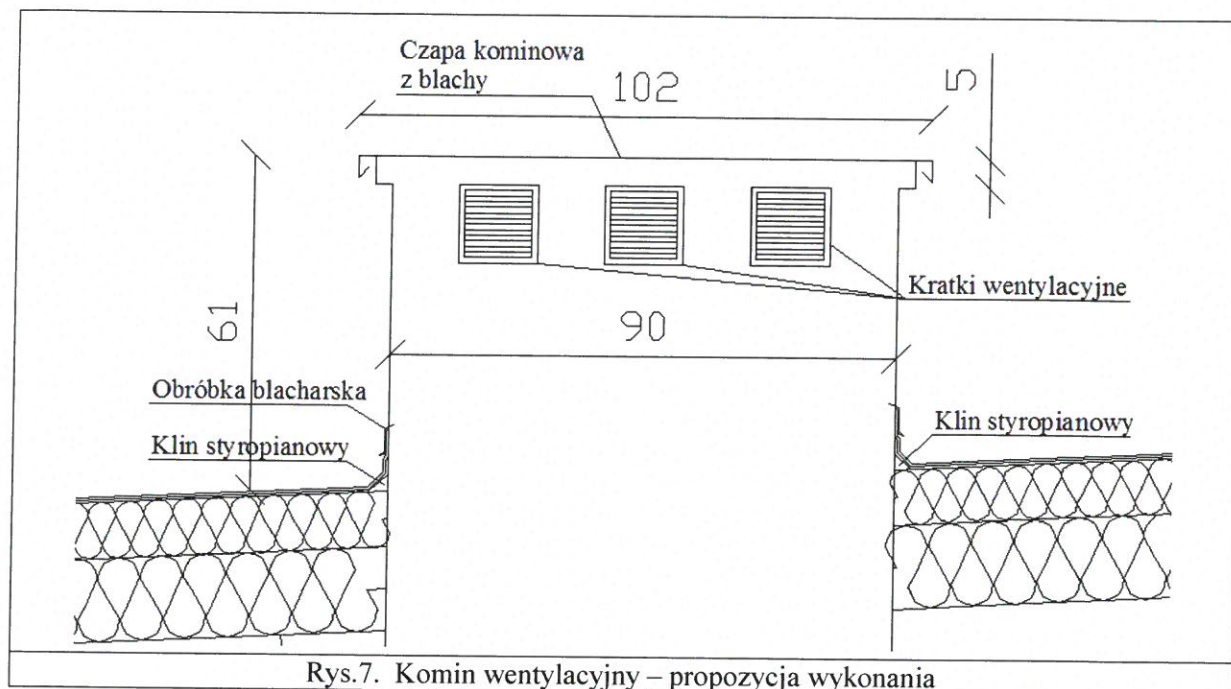 Czapa kominowa
z blachy
102
5
61
Kratki wentylacyjne
90
Obróbka blacharska
Klin styropianowy
Klin styropianowy
Rys.7. Komin wentylacyjny – propozycja wykonania